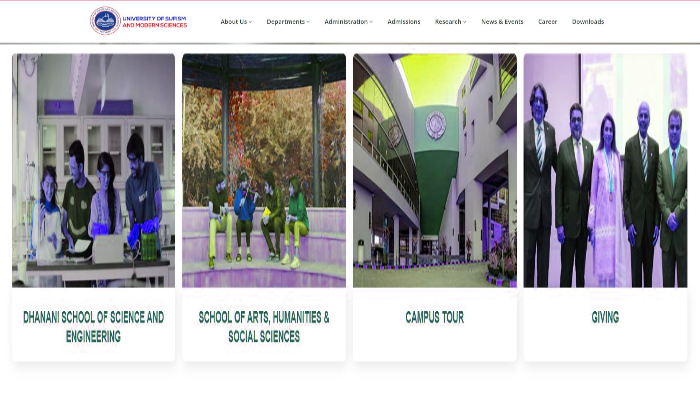 UNIVERSITY OF SUFISM
AND MODERN SCIENCES
About Us
Departments
Administration
Admissions
Research
News & Events
Career
Downloads
DHANANI SCHOOL OF SCIENCE AND
ENGINEERING
SCHOOL OF ARTS, HUMANITIES &
SOCIAL SCIENCES
CAMPUS TOUR
GIVING